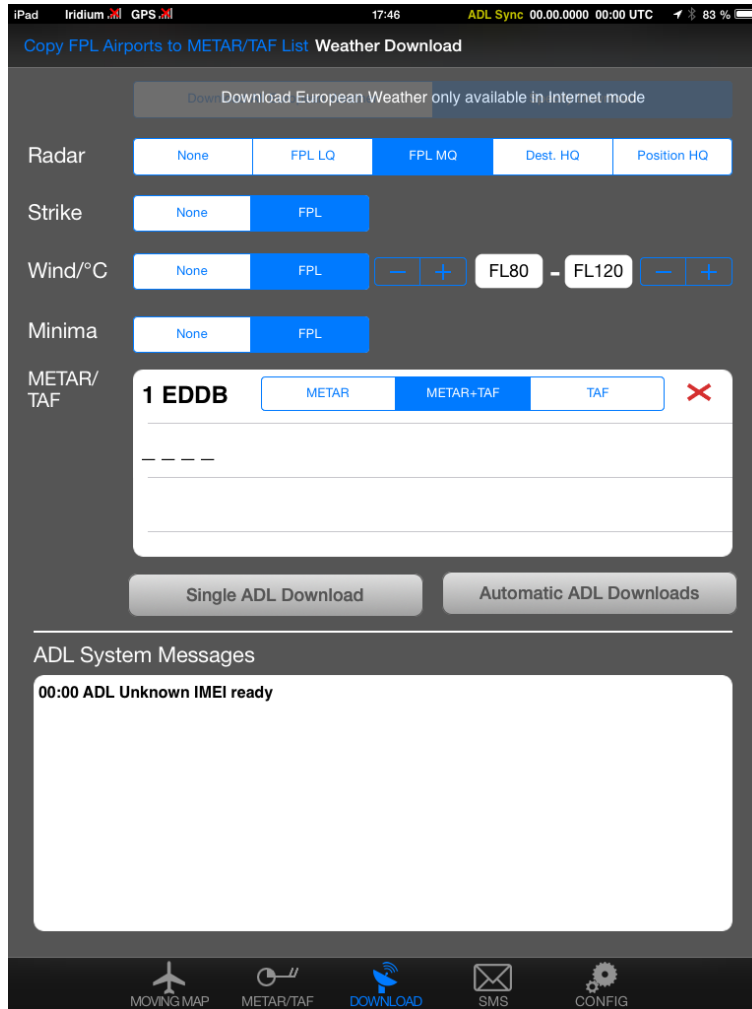 iPad Iridium GPS 17:46 ADL Sync 00.00.0000 00:00 UTC 83 %
Copy FPL Airports to METAR/TAF List Weather Download
Download European Weather only available in Internet mode
Radar None FPL LQ FPL MQ Dest. HQ Position HQ
Strike None FPL
Wind/°C None FPL − + FL80 - FL120 − +
Minima None FPL
METAR/
TAF
1 EDDB METAR METAR+TAF TAF
_ _ _ _
Single ADL Download Automatic ADL Downloads
ADL System Messages
00:00 ADL Unknown IMEI ready
MOVING MAP METAR/TAF DOWNLOAD SMS CONFIG